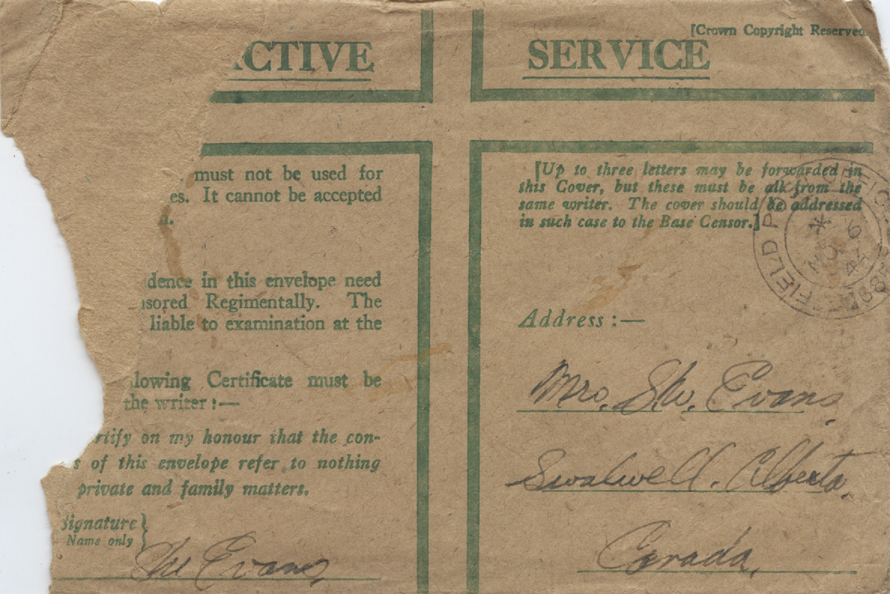 [Crown Copyright Reserved
ACTIVE SERVICE
must not be used for
es. It cannot be accepted
dence in this envelope need
sored Regimentally. The
liable to examination at the
lowing Certificate must be
the writer :—
rtify on my honour that the con-
s of this envelope refer to nothing
private and family matters.
Signature }
Name only }
Evans,
[Up to three letters may be forwarded in
this Cover, but these must be all from the
same writer. The cover should be addressed
in such case to the Base Censor.]
FIELD POST OFFICE
Address :—
Mrs. S.W. Evans,
Swalwell. Alberta,
Canada,